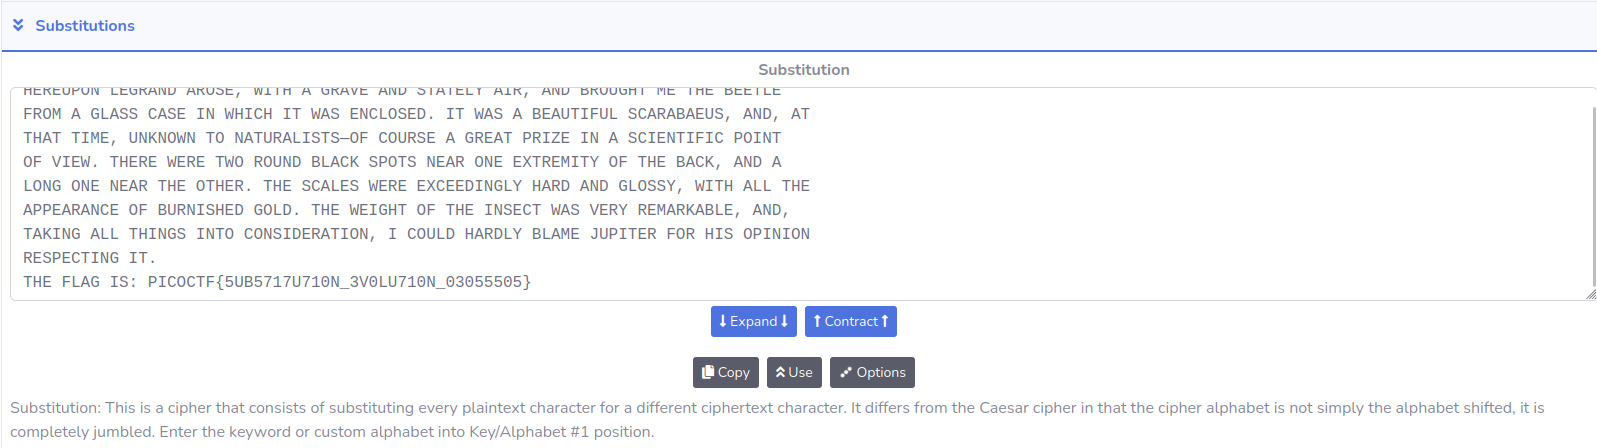 Substitutions
Substitution
HEREUPON LEGRAND AROSE, WITH A GRAVE AND STATELY AIR, AND BROUGHT ME THE BEETLE
FROM A GLASS CASE IN WHICH IT WAS ENCLOSED. IT WAS A BEAUTIFUL SCARABAEUS, AND, AT
THAT TIME, UNKNOWN TO NATURALISTS—OF COURSE A GREAT PRIZE IN A SCIENTIFIC POINT
OF VIEW. THERE WERE TWO ROUND BLACK SPOTS NEAR ONE EXTREMITY OF THE BACK, AND A
LONG ONE NEAR THE OTHER. THE SCALES WERE EXCEEDINGLY HARD AND GLOSSY, WITH ALL THE
APPEARANCE OF BURNISHED GOLD. THE WEIGHT OF THE INSECT WAS VERY REMARKABLE, AND,
TAKING ALL THINGS INTO CONSIDERATION, I COULD HARDLY BLAME JUPITER FOR HIS OPINION
RESPECTING IT.
THE FLAG IS: PICOCTF{5UB5717U710N_3V0LU710N_03055505}
Expand Contract
Copy Use Options
Substitution: This is a cipher that consists of substituting every plaintext character for a different ciphertext character. It differs from the Caesar cipher in that the cipher alphabet is not simply the alphabet shifted, it is
completely jumbled. Enter the keyword or custom alphabet into Key/Alphabet #1 position.